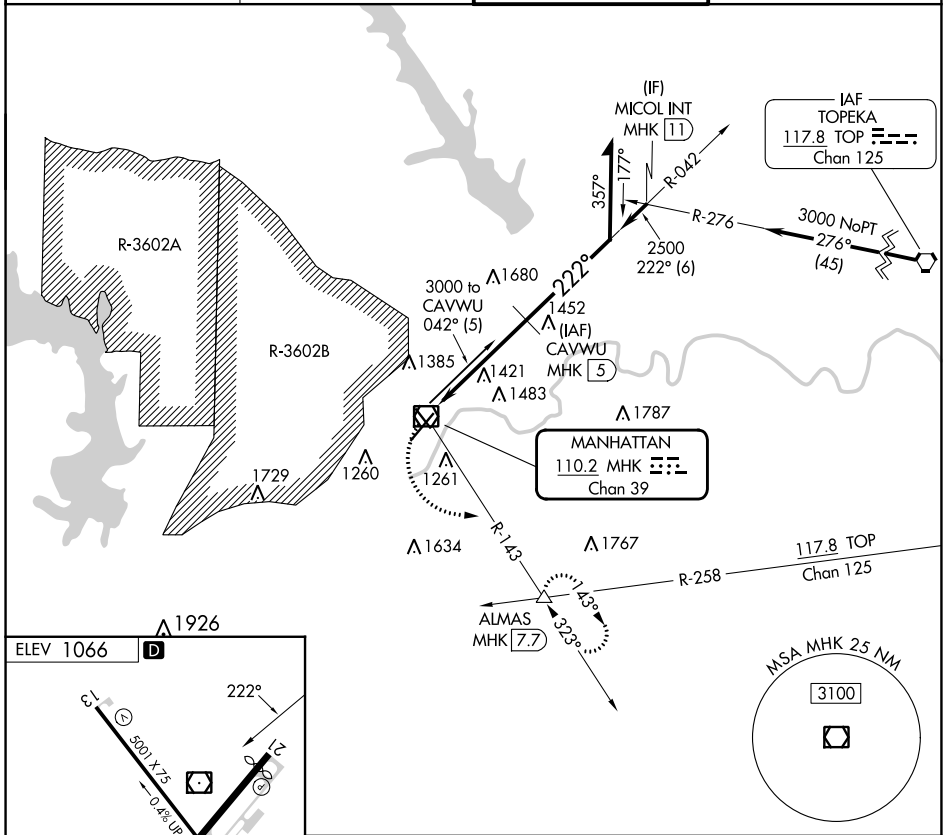 (IF)
MICOL INT
MHK 11
IAF
TOPEKA
117.8 TOP
Chan 125
R-042
357°
177°
R-276
3000 NoPT
276°
(45)
2500
222° (6)
R-3602A
R-3602B
1680
3000 to
CAVWU
042° (5)
222°
1452
(IAF)
CAVWU
MHK 5
1385
1421
1483
1787
MANHATTAN
110.2 MHK
Chan 39
1260
1261
1729
1634
R-143
1767
117.8 TOP
Chan 125
R-258
ALMAS
MHK 7.7
143°
323°
1926
ELEV 1066
D
222°
13
V
5001 X 75
0.4% UP
21
P
MSA MHK 25 NM
3100